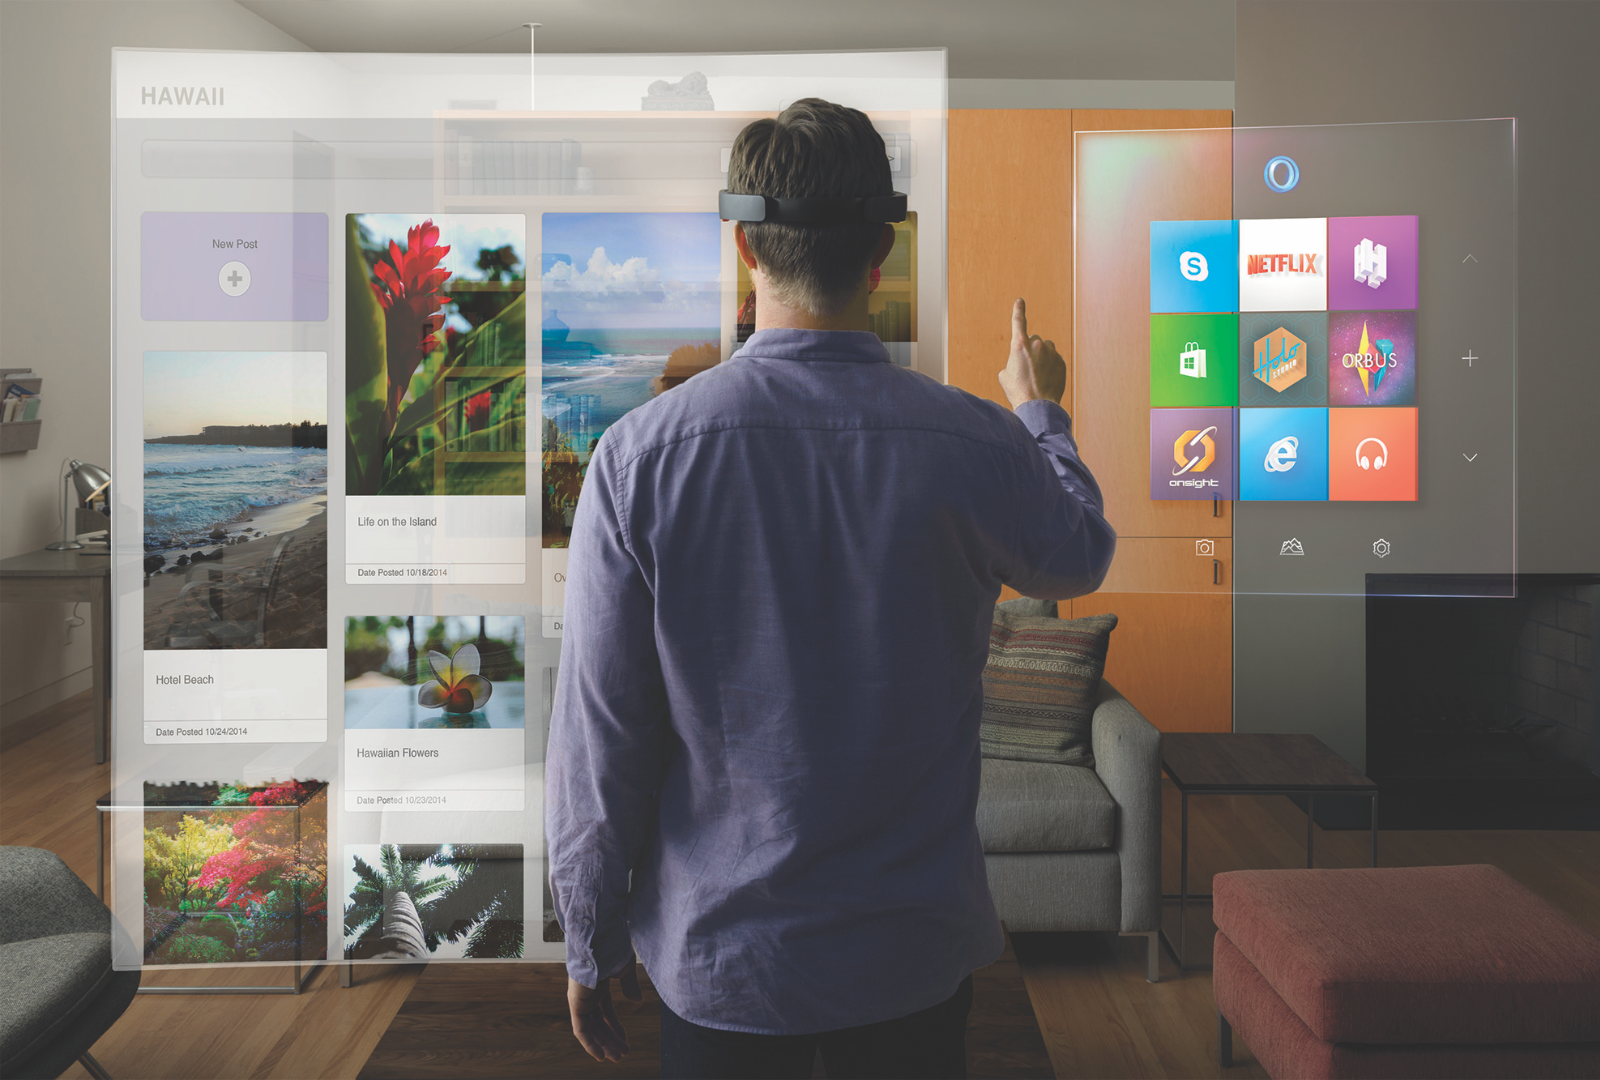 HAWAII
New Post
Hotel Beach
Date Posted 10/24/2014
Life on the Island
Date Posted 10/18/2014
Hawaiian Flowers
Date Posted 10/23/2014
NETFLIX
Holo
ORBUS
onsight